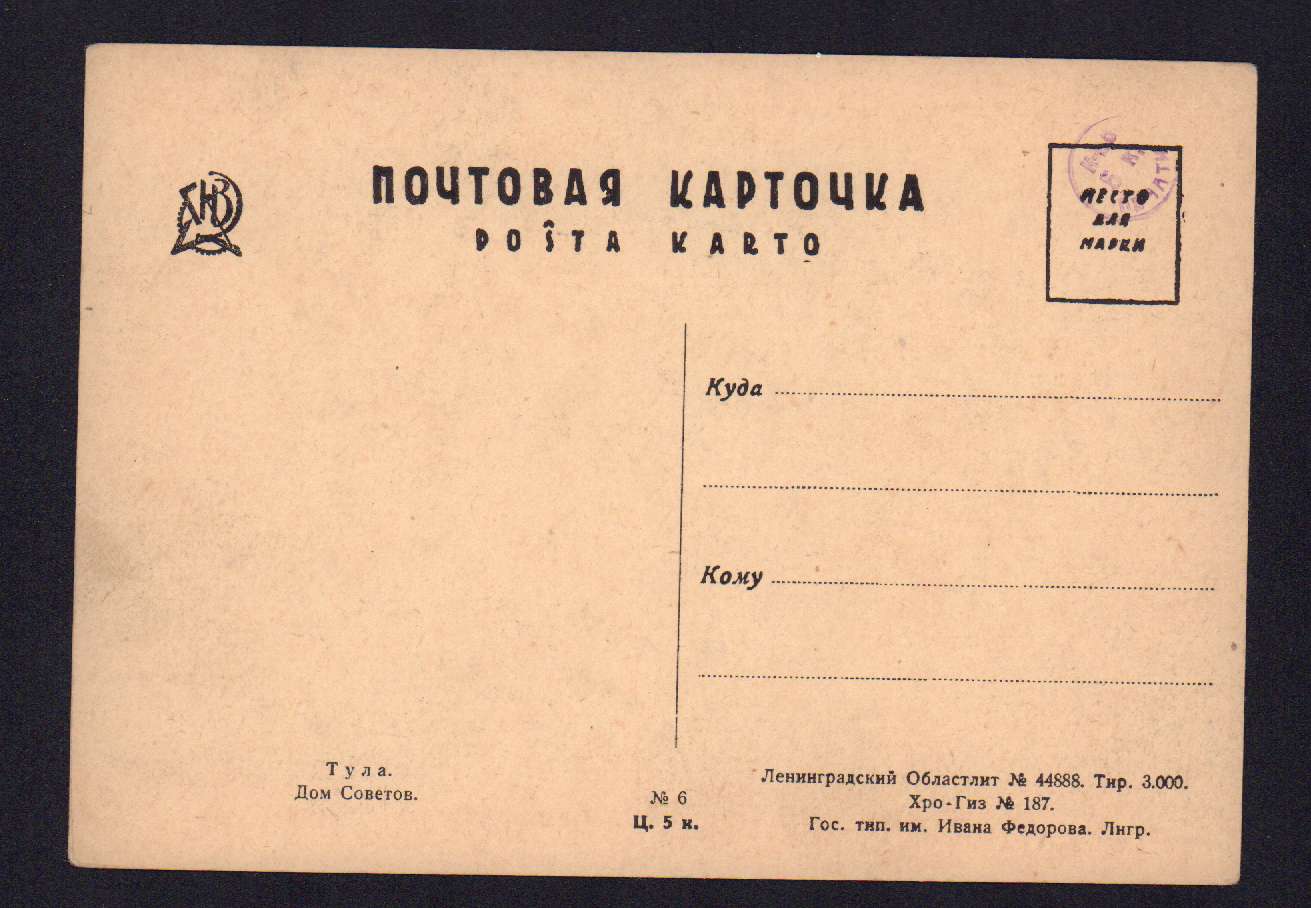 ПОЧТОВАЯ КАРТОЧКА
POŜTA KARTO
МЕСТО
ДЛЯ
МАРКИ
Куда
Кому
Тула.
Дом Советов.
№ 6
Ц. 5 к.
Ленинградский Областлит № 44888. Тир. 3.000.
Хро-Гиз № 187.
Гос. тип. им. Ивана Федорова. Лнгр.